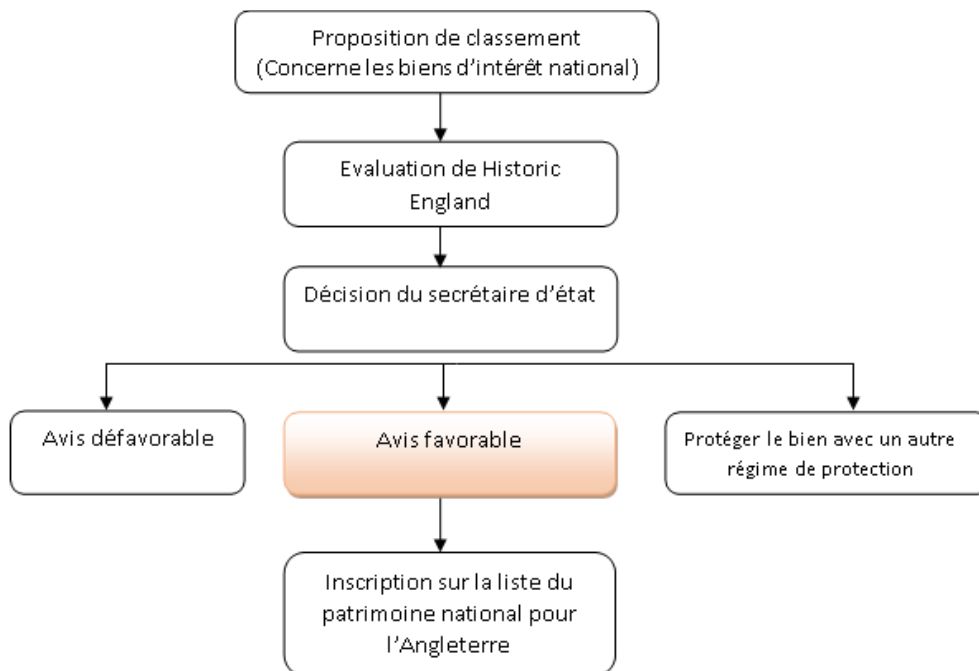 Proposition de classement
(Concerne les biens d'intérêt national)
Evaluation de Historic
England
Décision du secrétaire d'état
Avis défavorable
Avis favorable
Protéger le bien avec un autre
régime de protection
Inscription sur la liste du
patrimoine national pour
l'Angleterre